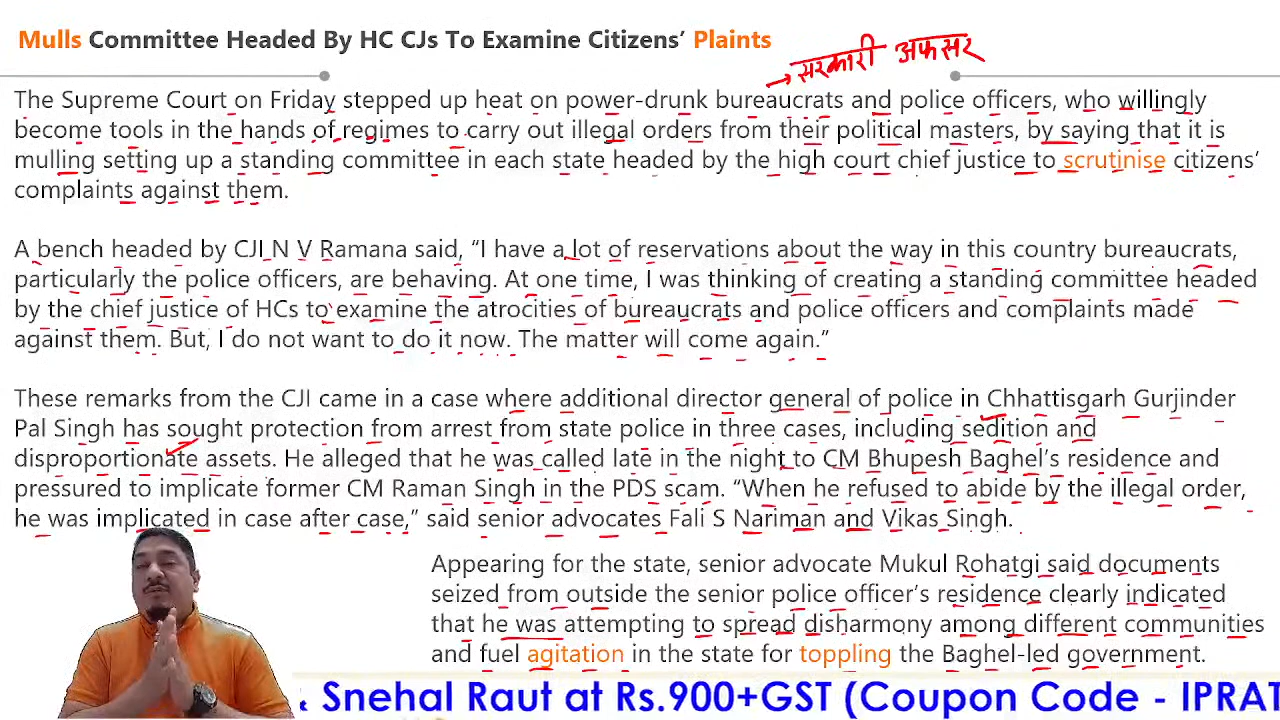 Mulls Committee Headed By HC CJs To Examine Citizens’ Plaints
सरकारी अफसर
The Supreme Court on Friday stepped up heat on power-drunk bureaucrats and police officers, who willingly
become tools in the hands of regimes to carry out illegal orders from their political masters, by saying that it is
mulling setting up a standing committee in each state headed by the high court chief justice to scrutinise citizens’
complaints against them.
A bench headed by CJI N V Ramana said, “I have a lot of reservations about the way in this country bureaucrats,
particularly the police officers, are behaving. At one time, I was thinking of creating a standing committee headed
by the chief justice of HCs to examine the atrocities of bureaucrats and police officers and complaints made
against them. But, I do not want to do it now. The matter will come again.”
These remarks from the CJI came in a case where additional director general of police in Chhattisgarh Gurjinder
Pal Singh has sought protection from arrest from state police in three cases, including sedition and
disproportionate assets. He alleged that he was called late in the night to CM Bhupesh Baghel’s residence and
pressured to implicate former CM Raman Singh in the PDS scam. “When he refused to abide by the illegal order,
he was implicated in case after case,” said senior advocates Fali S Nariman and Vikas Singh.
Appearing for the state, senior advocate Mukul Rohatgi said documents
seized from outside the senior police officer’s residence clearly indicated
that he was attempting to spread disharmony among different communities
and fuel agitation in the state for toppling the Baghel-led government.
& Snehal Raut at Rs.900+GST (Coupon Code - IPRAT